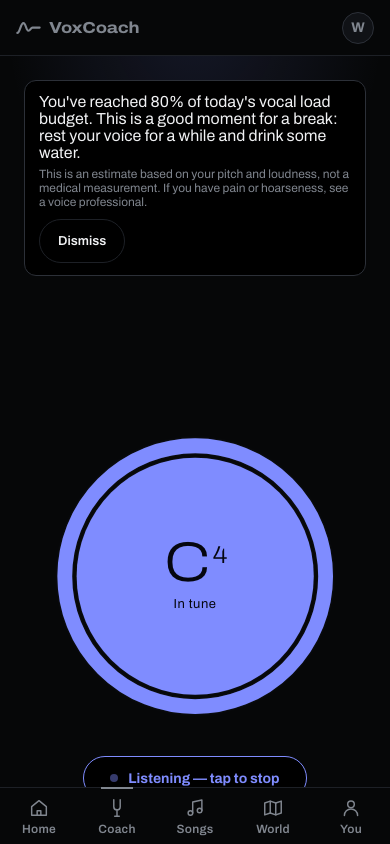 VoxCoach
W
You've reached 80% of today's vocal load
budget. This is a good moment for a break:
rest your voice for a while and drink some
water.
This is an estimate based on your pitch and loudness, not a
medical measurement. If you have pain or hoarseness, see
a voice professional.
Dismiss
C4
In tune
Listening — tap to stop
Home Coach Songs World You